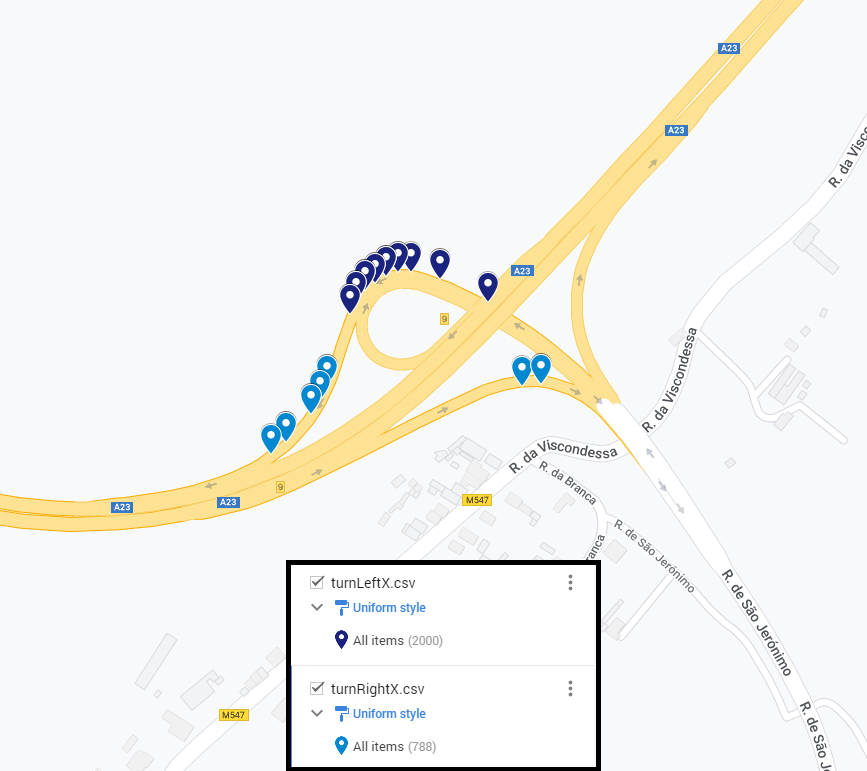 A23
A23
R. da Visc
A23
9
R. da Viscondessa
R. da Viscondessa
R. da Branca
M547
9
A23
A23
R. de São Jerónimo
anca
turnLeftX.csv
Uniform style
All items (2000)
R. de São Jerónimo
turnRightX.csv
Uniform style
All items (788)
M547
R. de São J